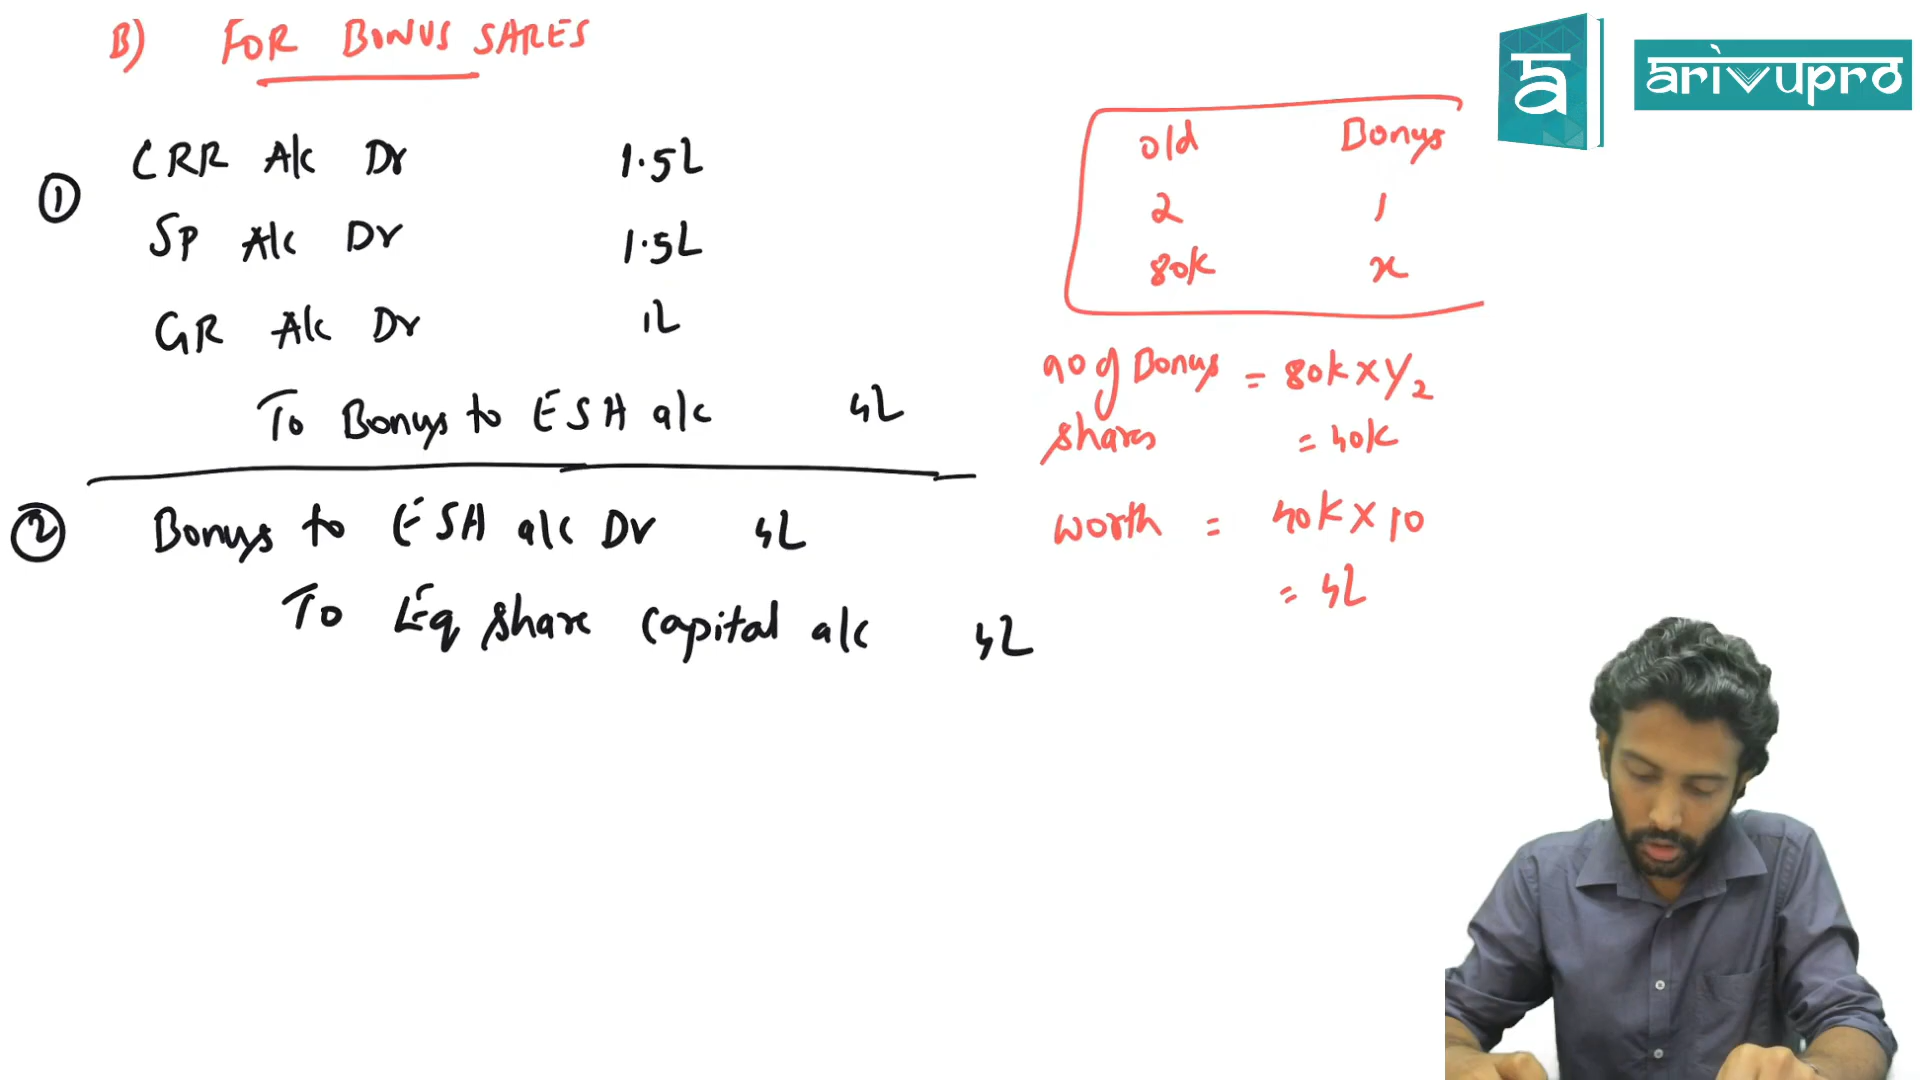 B) FOR BONUS SARES
① CRR A/c Dr 1.5L
SP A/c Dr 1.5L
GR A/c Dr 1L
To Bonus to ESH a/c 4L
② Bonus to ESH a/c Dr 4L
To Eq share capital a/c 4L
old Bonus
2 1
80k x
no of Bonus shares = 80k x 1/2
= 40k
worth = 40k x 10
= 4L
ā arivupro